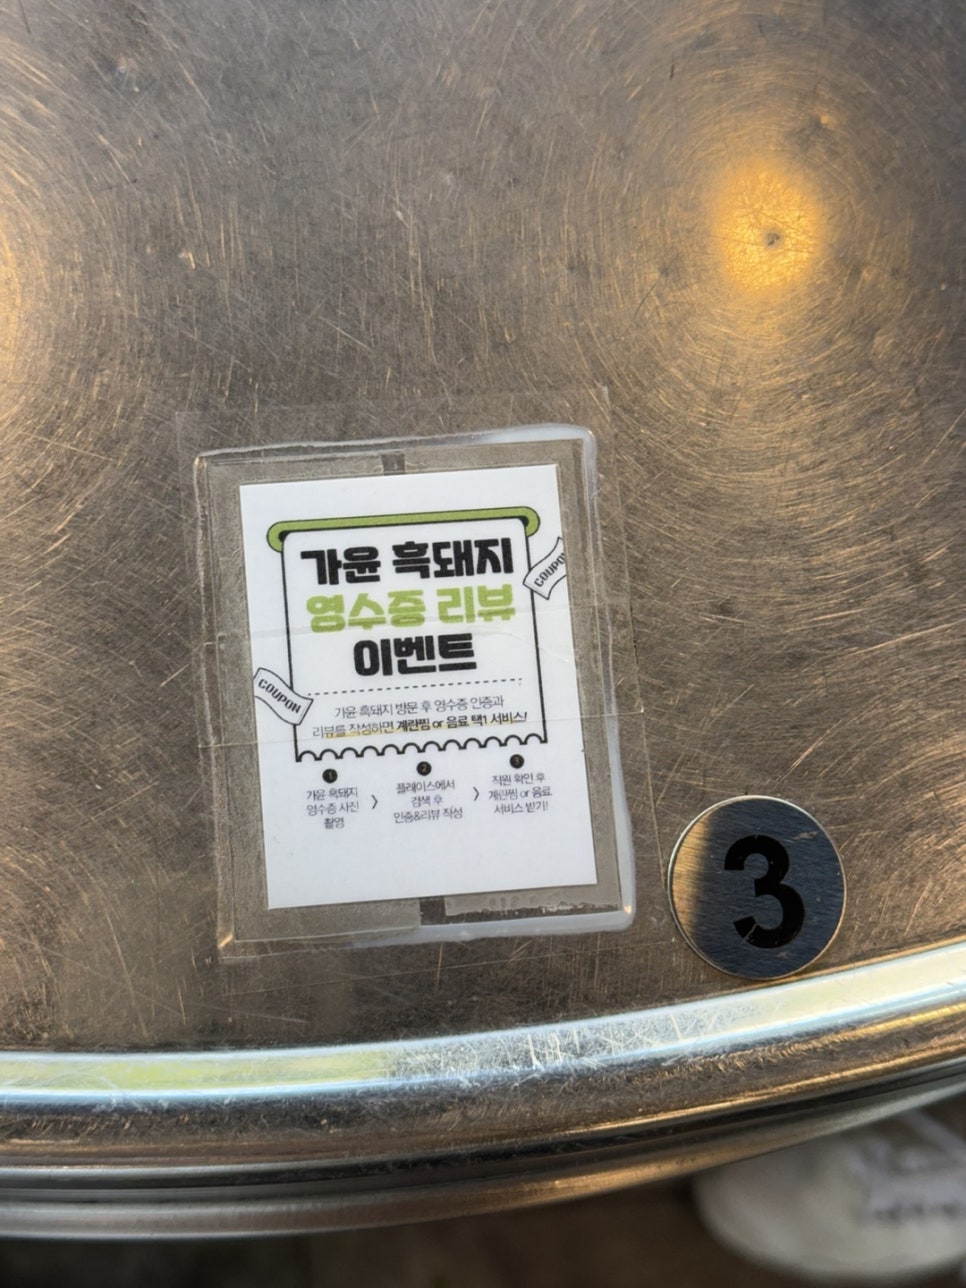 가윤 흑돼지
영수증 리뷰
이벤트
COUPON
COUPON
가윤 흑돼지 방문 후 영수증 인증과
리뷰를 작성하면 계란찜 or 음료 택1 서비스!
1
가윤 흑돼지
영수증 사진
촬영
2
플레이스에서
검색 후
인증&리뷰 작성
3
직원 확인 후
계란찜 or 음료
서비스 받기!
3